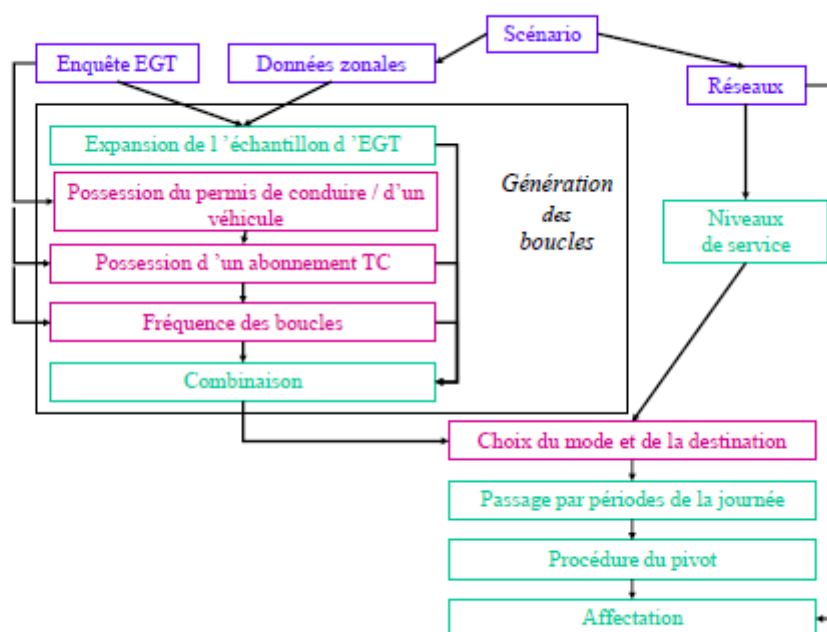 Scénario
Enquête EGT
Données zonales
Réseaux
Expansion de l ’échantillon d ’EGT
Possession du permis de conduire / d’un
véhicule
Possession d ’un abonnement TC
Fréquence des boucles
Combinaison
Génération
des
boucles
Niveaux
de service
Choix du mode et de la destination
Passage par périodes de la journée
Procédure du pivot
Affectation